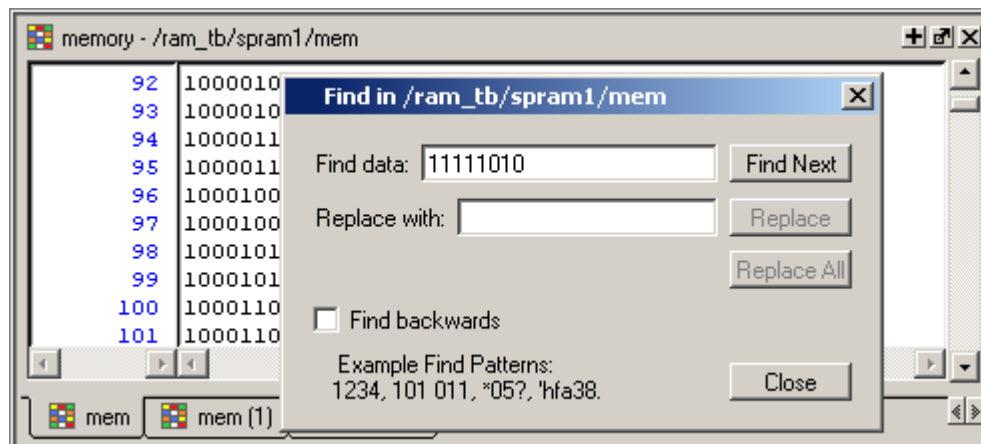 memory - /ram_tb/spram1/mem
92 1000010
93 1000010
94 1000011
95 1000011
96 1000100
97 1000100
98 1000101
99 1000101
100 1000110
101 1000110
Find in /ram_tb/spram1/mem
Find data: 11111010 Find Next
Replace with: Replace
Replace All
Find backwards
Example Find Patterns:
1234, 101 011, *05?, 'hfa38.
Close
mem mem (1)